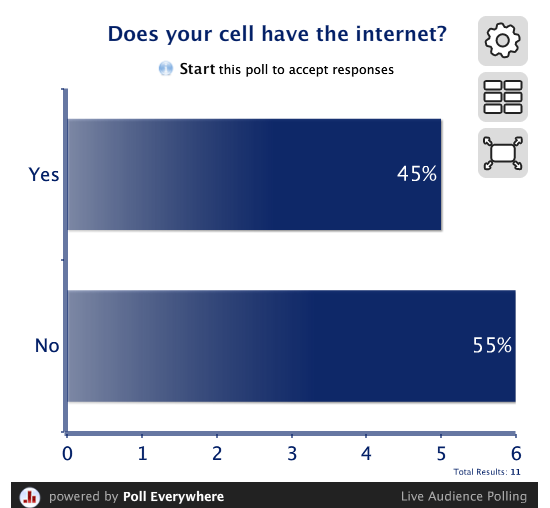 Does your cell have the internet?
Start this poll to accept responses
Yes
45%
No
55%
0 1 2 3 4 5 6
Total Results: 11
powered by Poll Everywhere Live Audience Polling